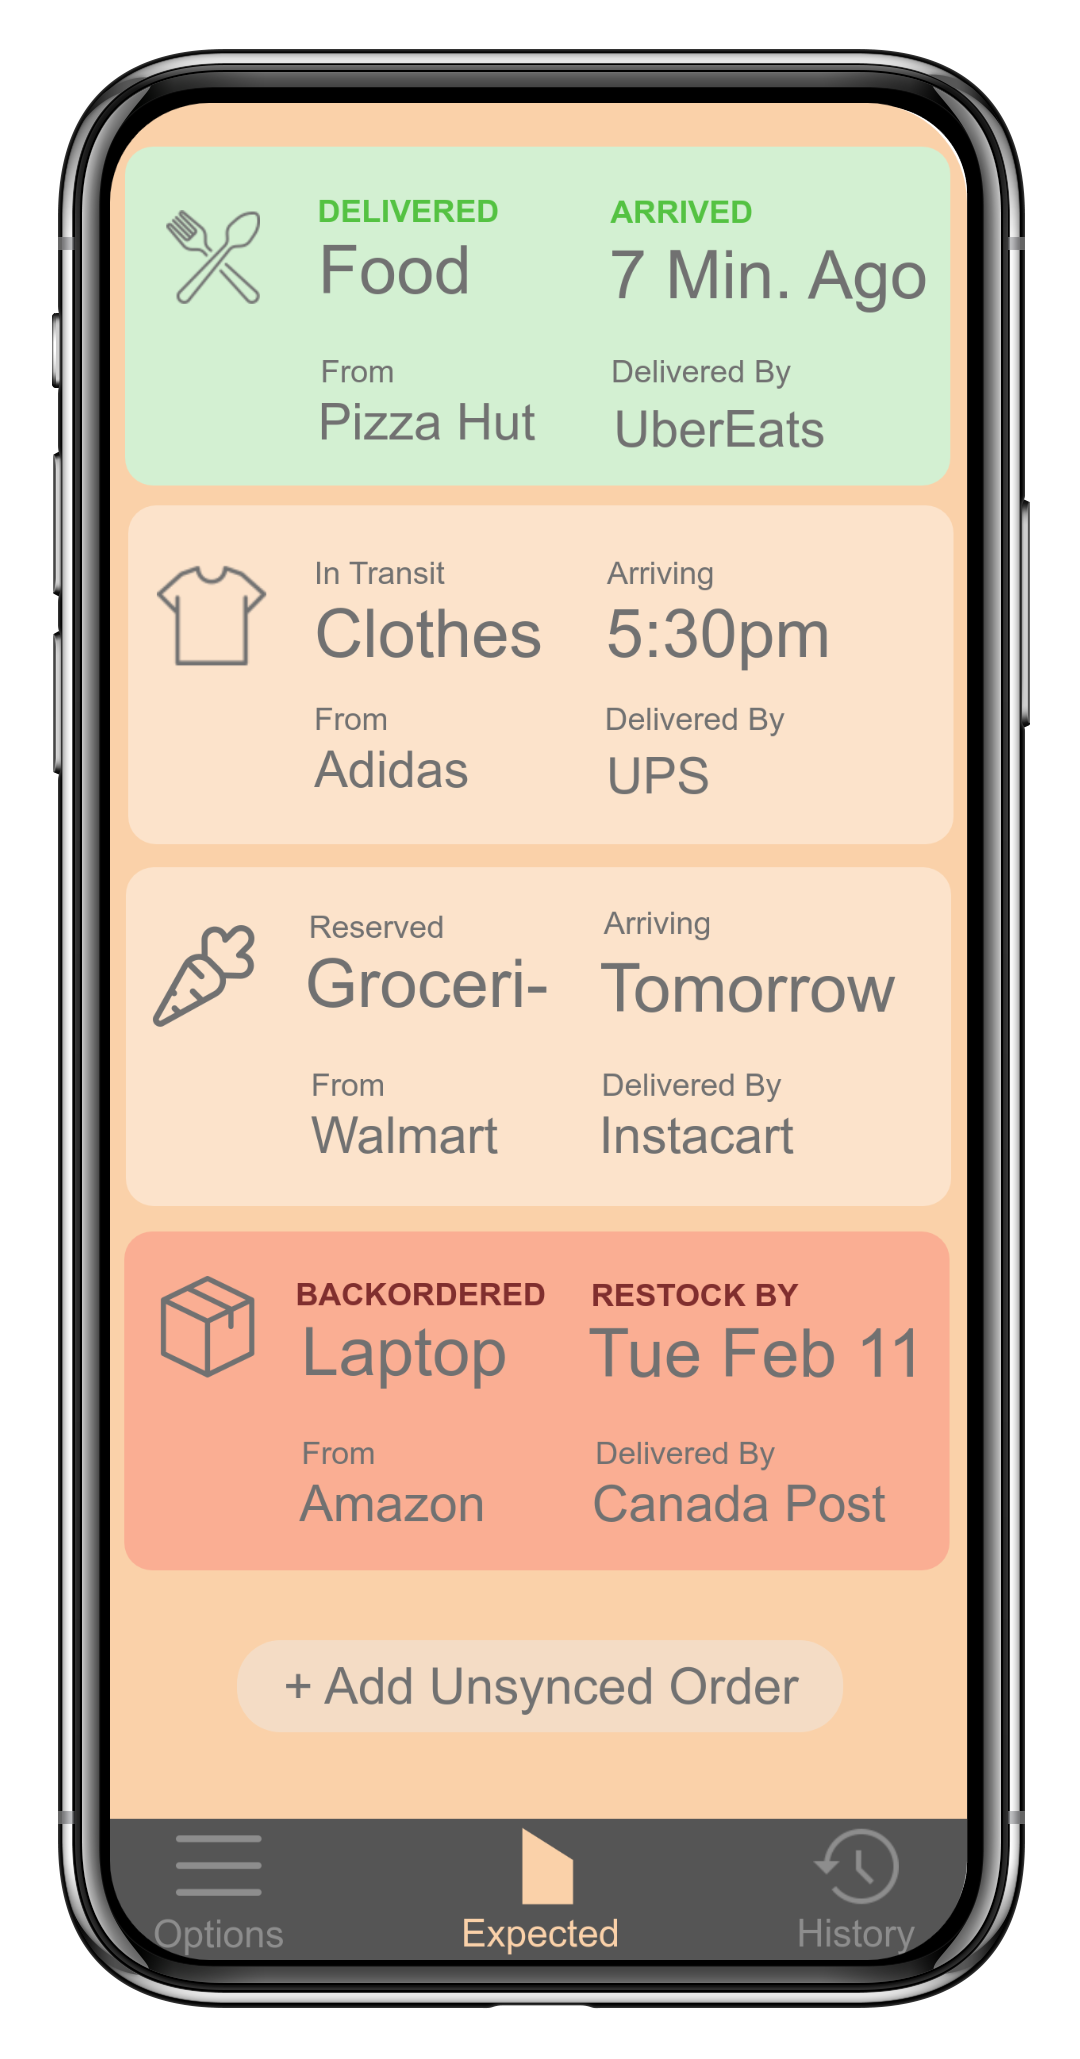 DELIVERED
Food
ARRIVED
7 Min. Ago
From
Pizza Hut
Delivered By
UberEats
In Transit
Clothes
Arriving
5:30pm
From
Adidas
Delivered By
UPS
Reserved
Groceri-
Arriving
Tomorrow
From
Walmart
Delivered By
Instacart
BACKORDERED
Laptop
RESTOCK BY
Tue Feb 11
From
Amazon
Delivered By
Canada Post
+ Add Unsynced Order
Options
Expected
History